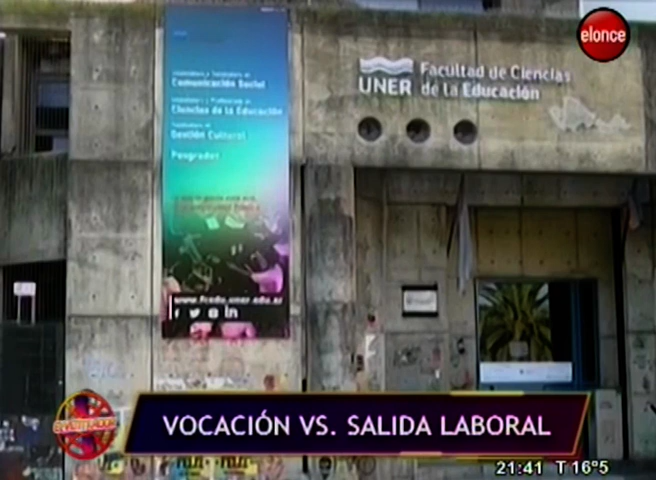 elonce
UNER
Facultad de Ciencias
de la Educación
Comunicación Social
Ciencias de la Educación
Gestión Cultural
Posgrados
www.fcedu.uner.edu.ar
VOCACIÓN VS. SALIDA LABORAL
21:41 T 16°5